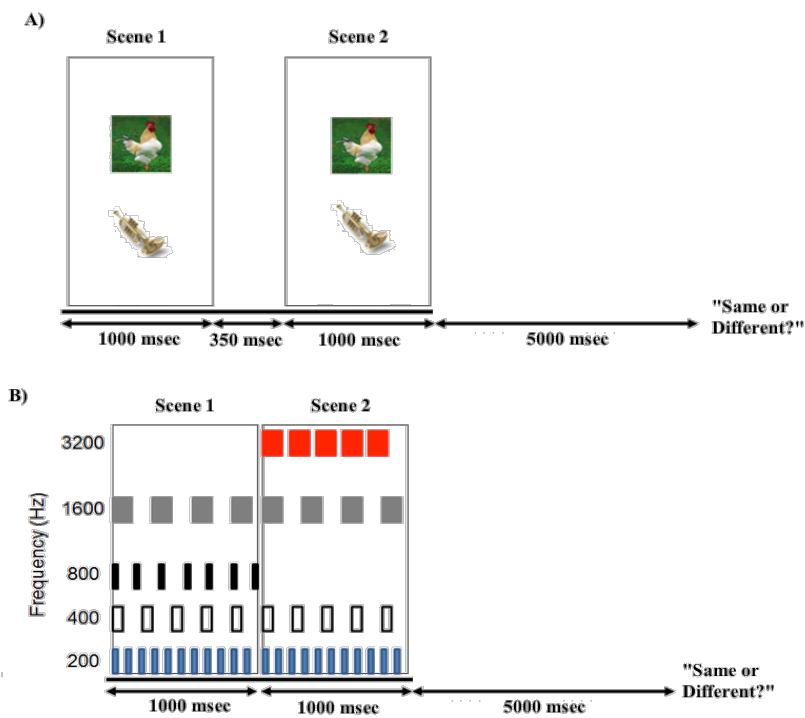 A)
Scene 1 Scene 2
"Same or
Different?"
1000 msec 350 msec 1000 msec 5000 msec
B)
Scene 1 Scene 2
Frequency (Hz)
3200
1600
800
400
200
"Same or
Different?"
1000 msec 1000 msec 5000 msec